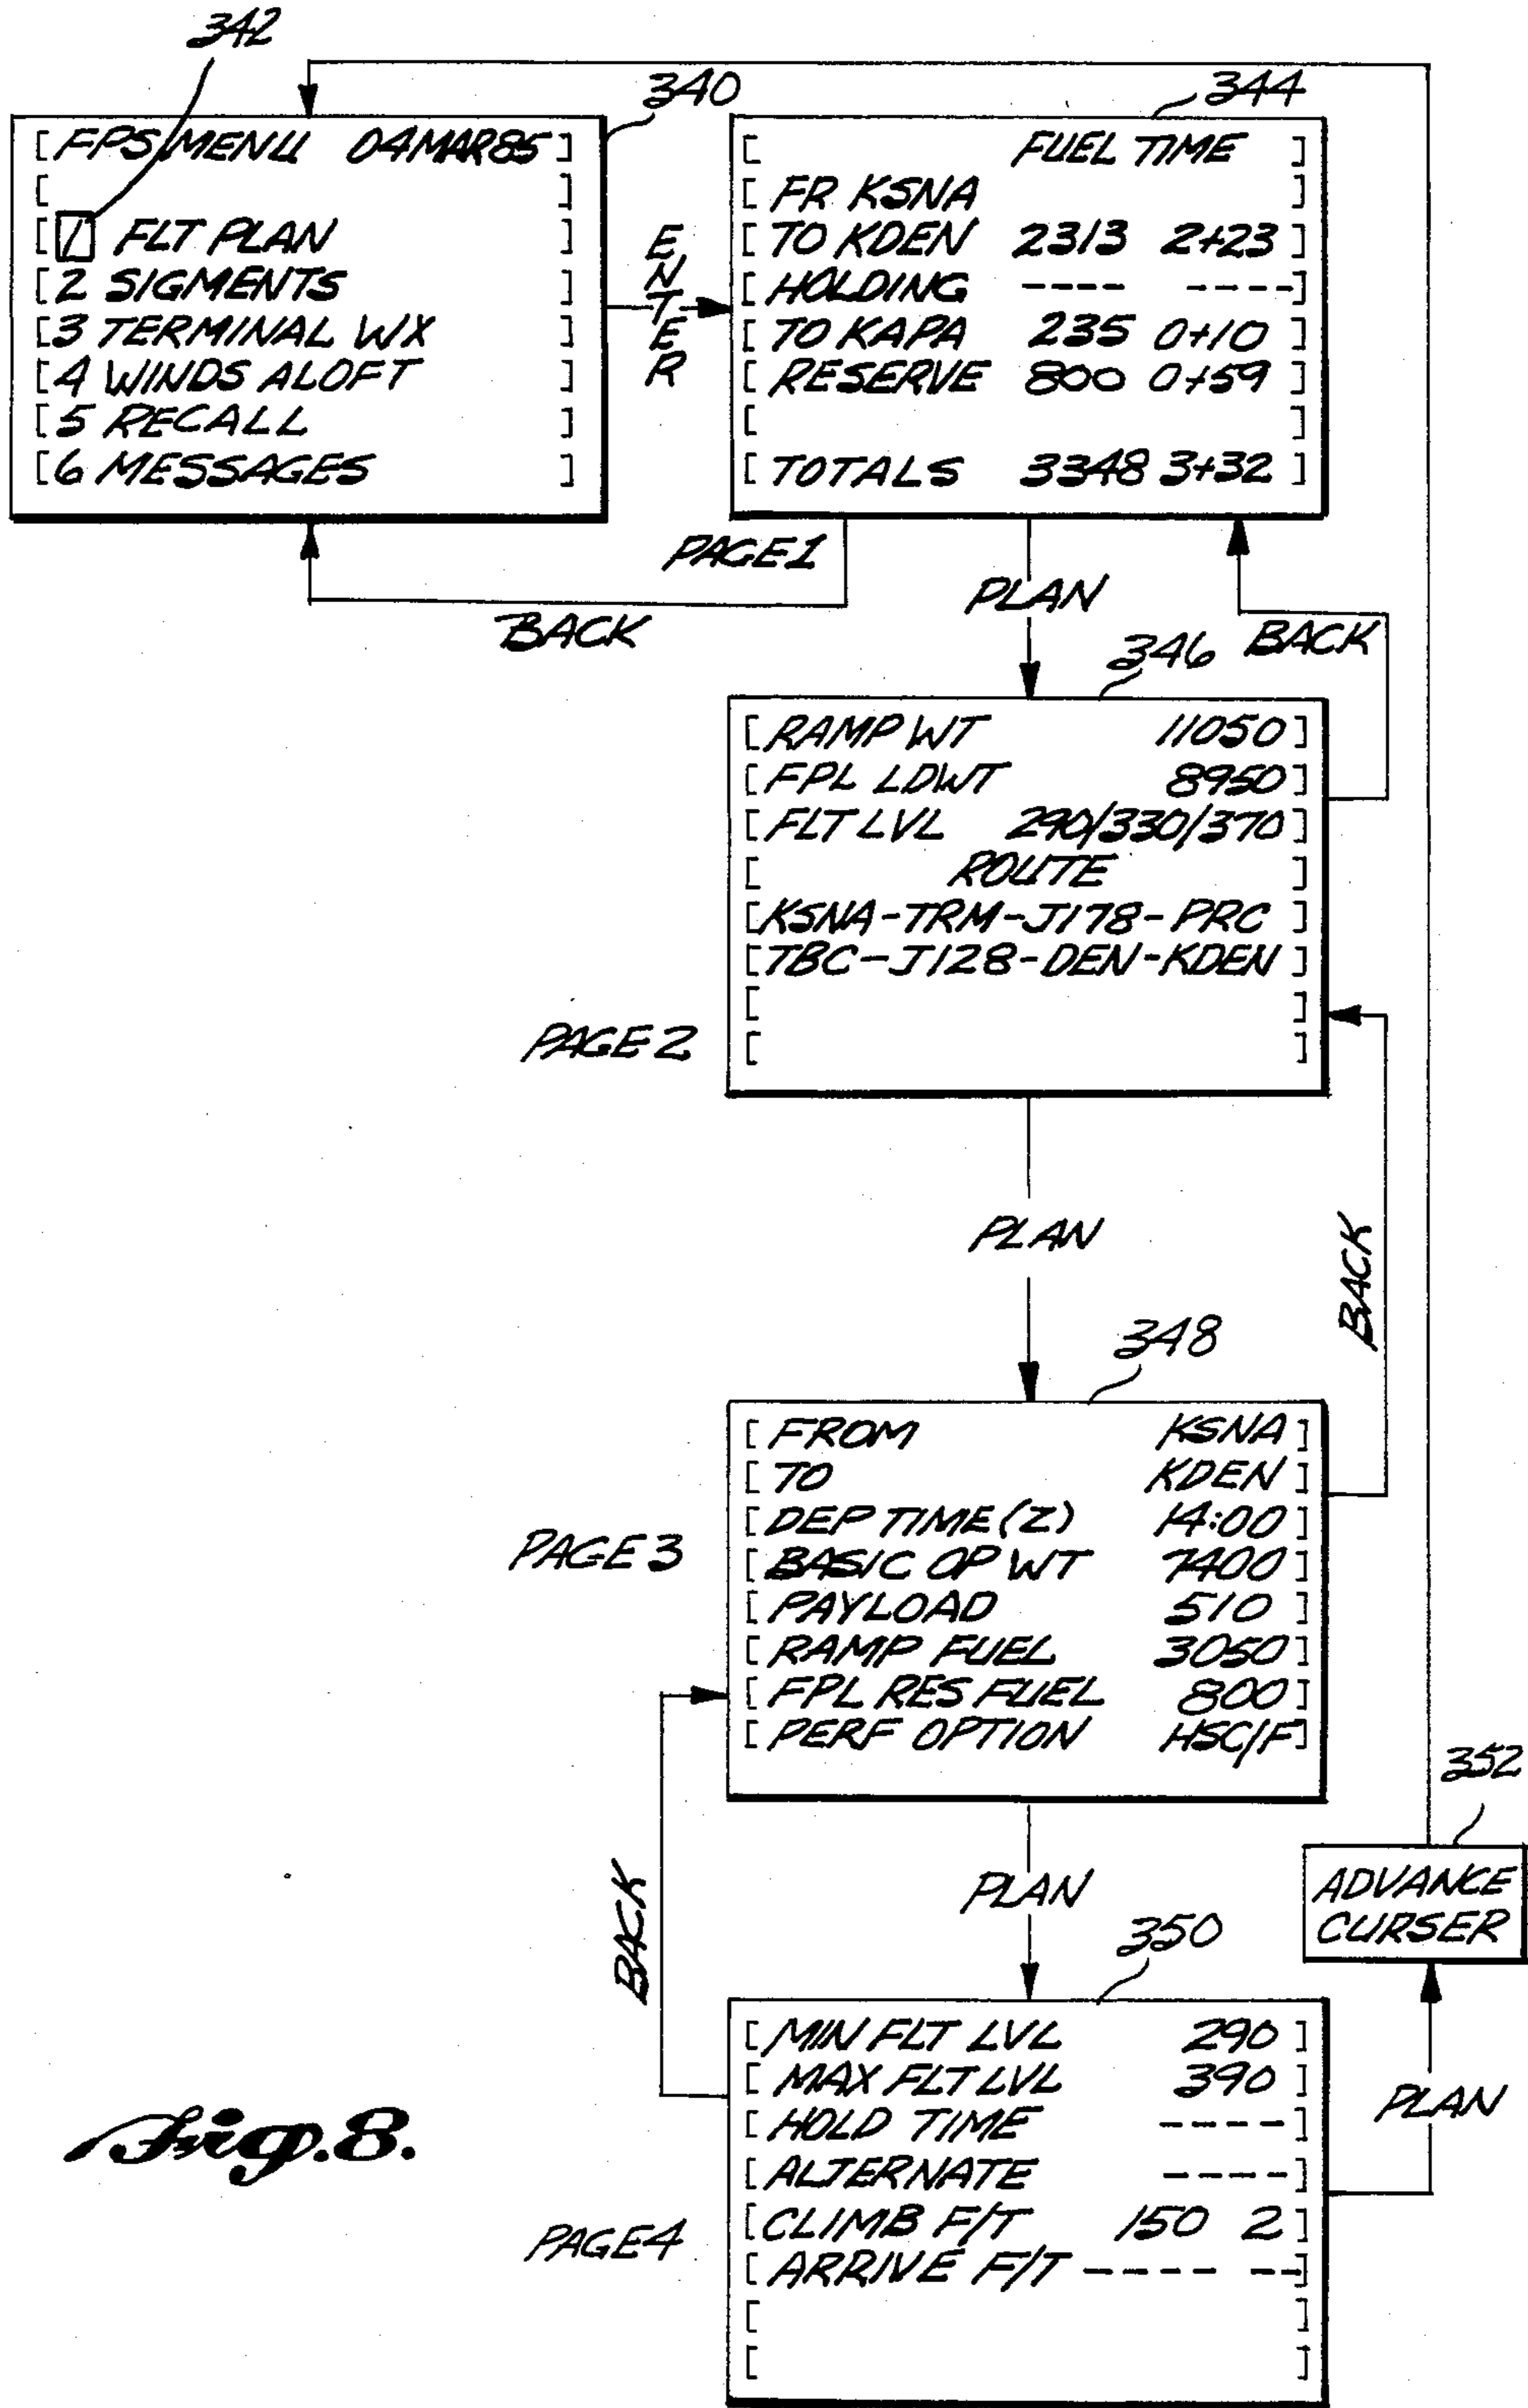 342
340
[FPS MENU 04MAR85]
[ ]
[1 FLT PLAN ]
[2 SIGMENTS ]
[3 TERMINAL WX ]
[4 WINDS ALOFT ]
[5 RECALL ]
[6 MESSAGES ]
ENTER
344
[ FUEL TIME ]
[ FR KSNA ]
[ TO KDEN 2313 2+23 ]
[ HOLDING ---- ----]
[ TO KAPA 235 0+10 ]
[ RESERVE 800 0+59 ]
[ ]
[ TOTALS 3348 3+32 ]
PAGE 1
BACK
PLAN
BACK
346
[RAMP WT 11050]
[FPL LDWT 8950]
[FLT LVL 290/330/370]
[ ROUTE ]
[KSNA-TRM-J178-PRC ]
[TBC-J128-DEN-KDEN ]
[ ]
[ ]
PAGE 2
PLAN
BACK
348
[ FROM KSNA]
[ TO KDEN ]
[ DEP TIME (Z) 14:00]
[ BASIC OP WT 7400]
[ PAYLOAD 510 ]
[ RAMP FUEL 3050]
[ FPL RES FUEL 800]
[ PERF OPTION HSC/F]
PAGE 3
BACK
PLAN
352
ADVANCE
CURSER
PLAN
350
[MIN FLT LVL 290 ]
[ MAX FLT LVL 390 ]
[ HOLD TIME ----]
[ ALTERNATE ----]
[CLIMB F/T 150 2]
[ ARRIVE F/T ---- --]
[ ]
[ ]
PAGE 4
Fig. 8.